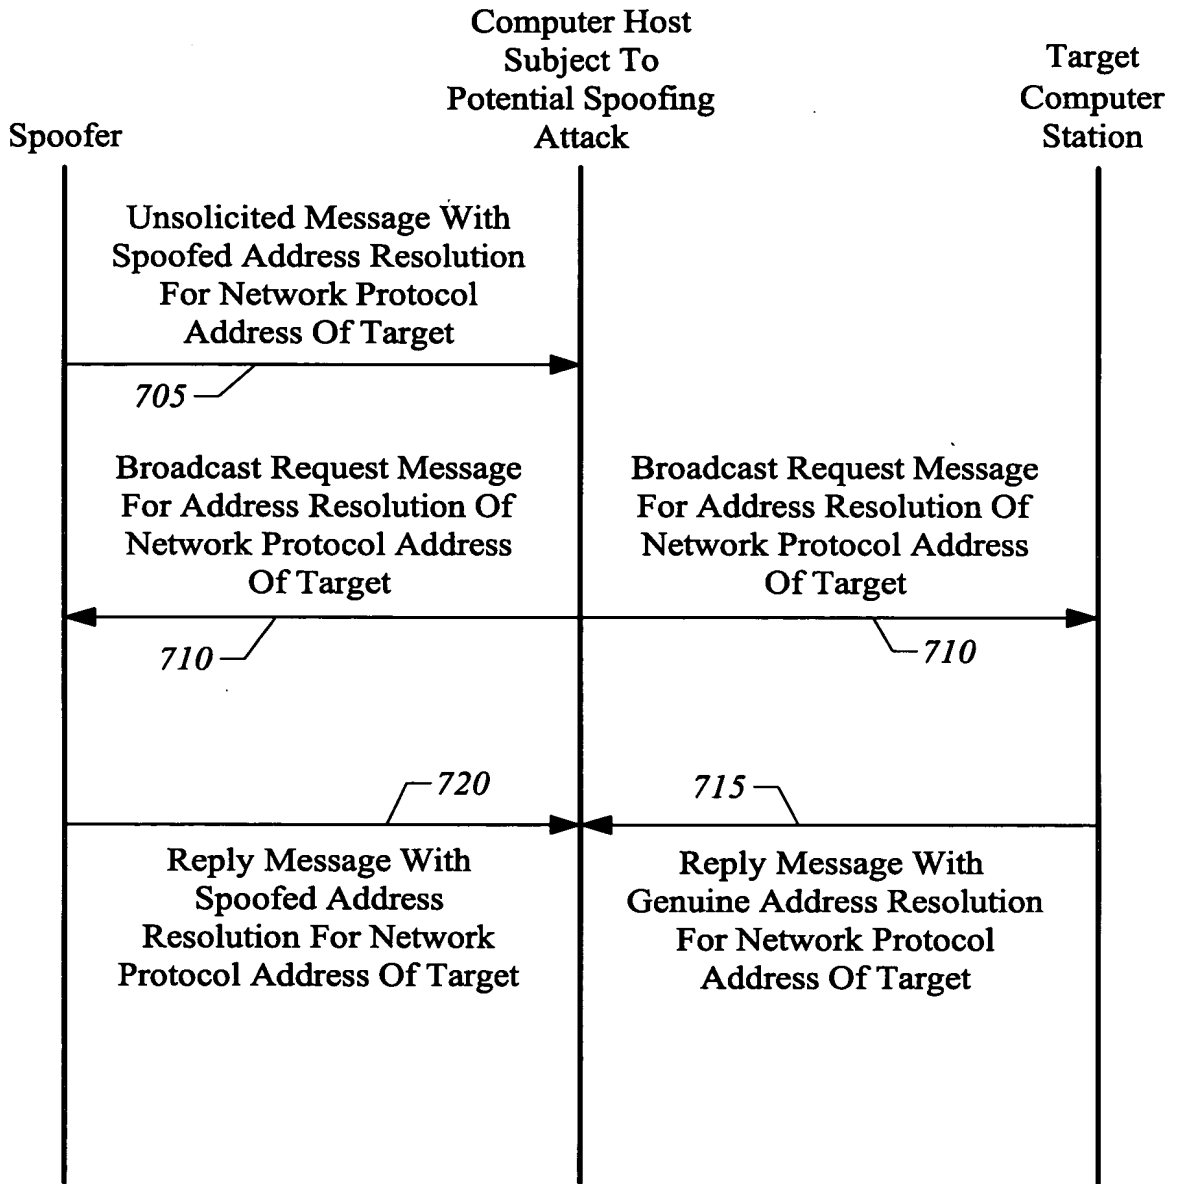 Computer Host
Subject To
Potential Spoofing
Attack
Target
Computer
Station
Spoofer
Unsolicited Message With
Spoofed Address Resolution
For Network Protocol
Address Of Target
705
Broadcast Request Message
For Address Resolution Of
Network Protocol Address
Of Target
Broadcast Request Message
For Address Resolution Of
Network Protocol Address
Of Target
710
710
720
715
Reply Message With
Spoofed Address
Resolution For Network
Protocol Address Of Target
Reply Message With
Genuine Address Resolution
For Network Protocol
Address Of Target